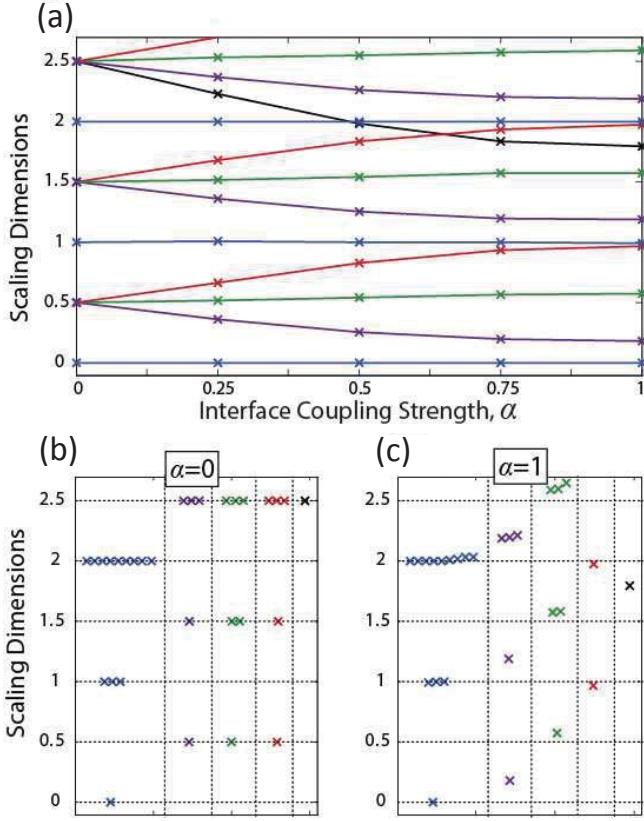 (a)
2.5
2
1.5
1
0.5
0
Scaling Dimensions
0 0.25 0.5 0.75 1
Interface Coupling Strength, α
(b) (c)
α=0 α=1
Scaling Dimensions
2.5 2.5
2 2
1.5 1.5
1 1
0.5 0.5
0 0